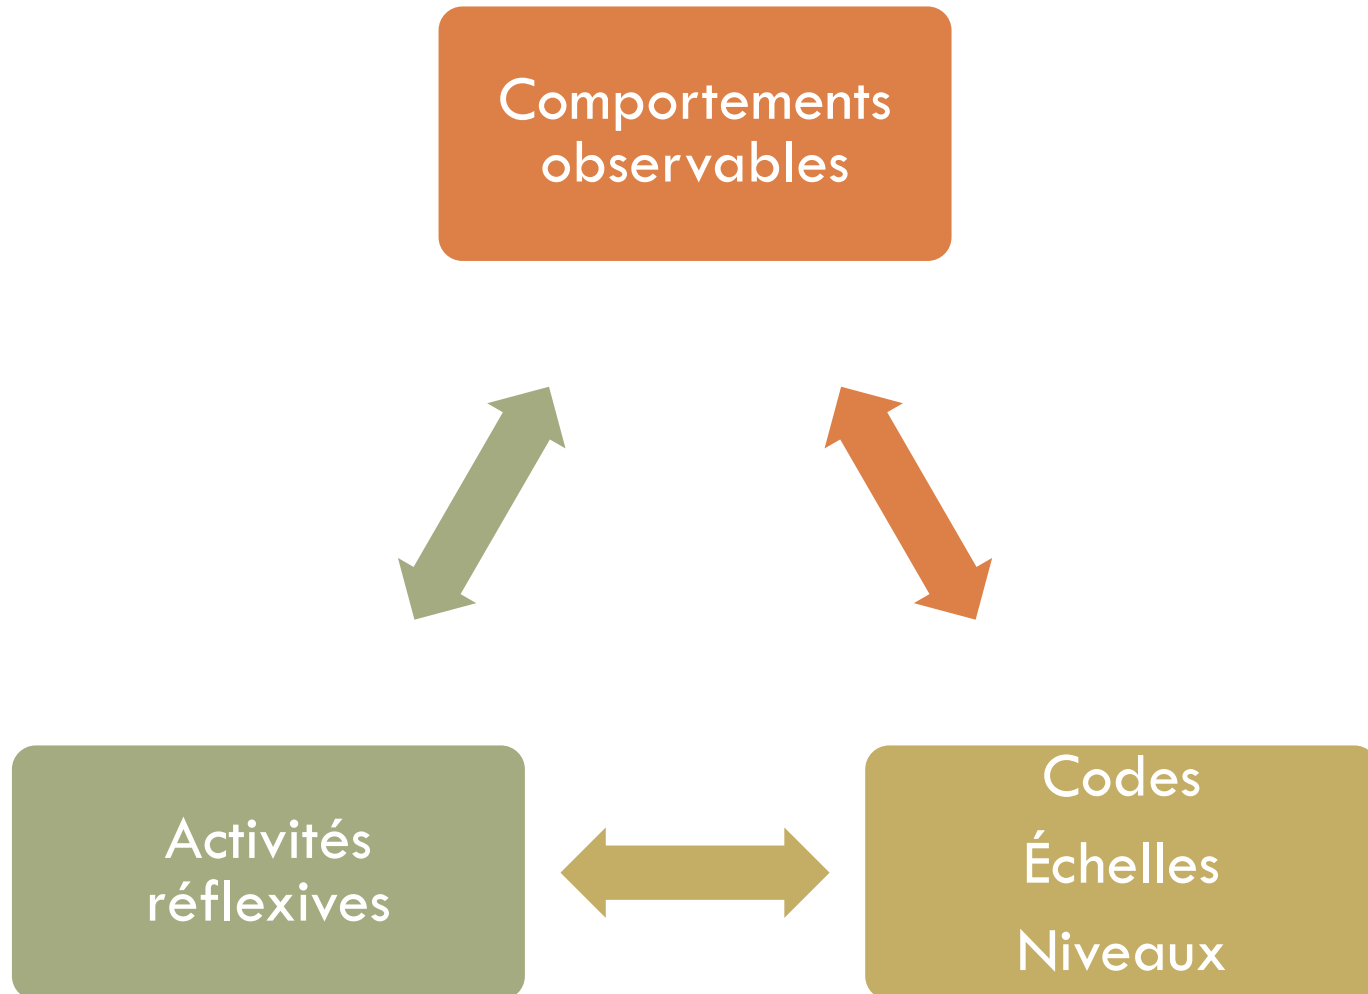 Comportements
observables
Activités
réflexives
Codes
Échelles
Niveaux